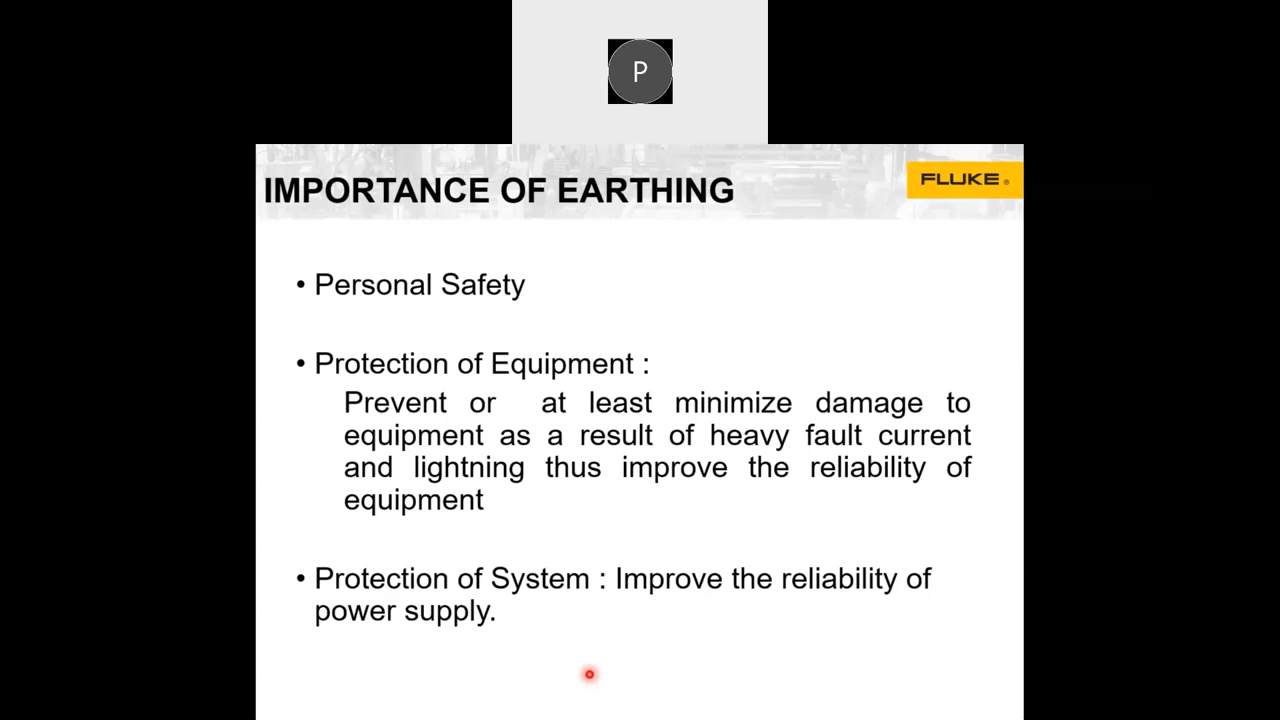 P
IMPORTANCE OF EARTHING
FLUKE ®
• Personal Safety
• Protection of Equipment :
Prevent or at least minimize damage to
equipment as a result of heavy fault current
and lightning thus improve the reliability of
equipment
• Protection of System : Improve the reliability of
power supply.